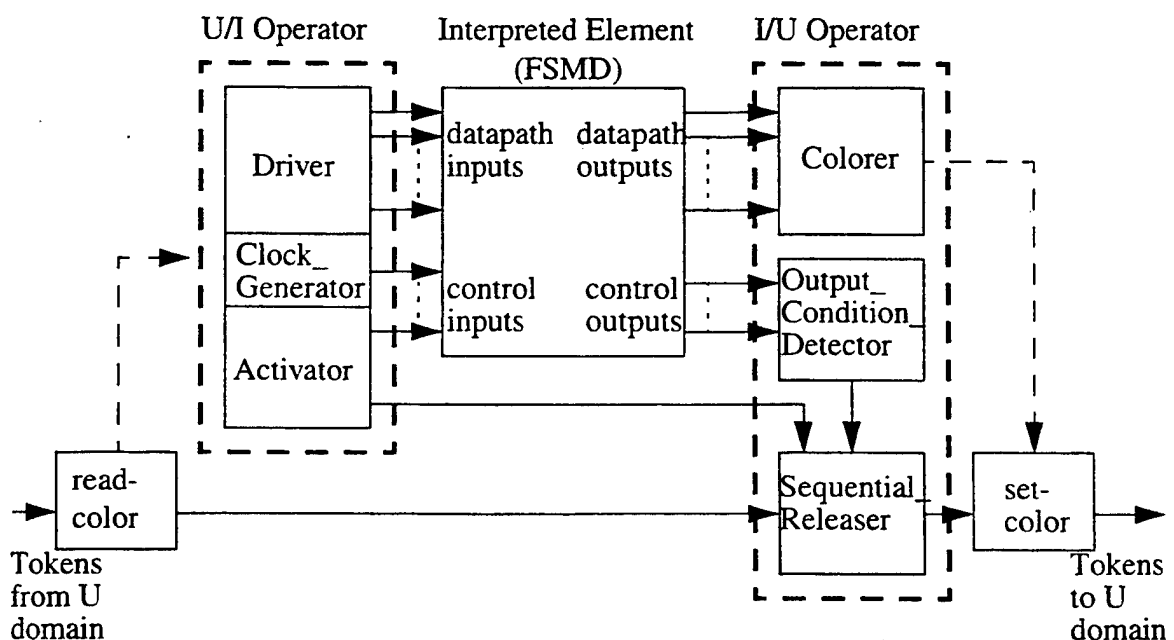 U/I Operator
Interpreted Element
(FSMD)
I/U Operator
Driver
Clock_
Generator
Activator
datapath
inputs
datapath
outputs
control
inputs
control
outputs
Colorer
Output_
Condition_
Detector
read-
color
Sequential_
Releaser
set-
color
Tokens
from U
domain
Tokens
to U
domain